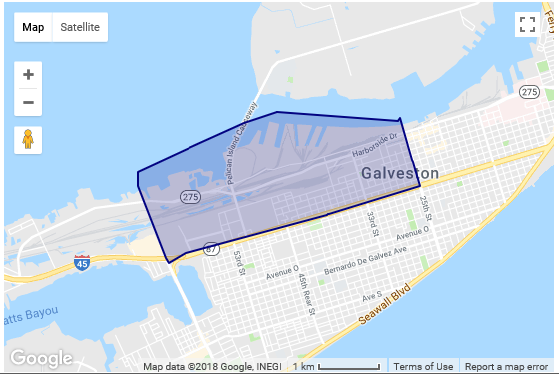 Map
Satellite
Ferry
275
Pelican Island Causeway
Harborside Dr
Galveston
275
25th St
33rd St
87
53rd St
Avenue O
45
Avenue O
Bernardo De Galvez Ave
45th Rear St
Ave S
Seawall Blvd
atts Bayou
Google
Map data ©2018 Google, INEGI
1 km
Terms of Use
Report a map error